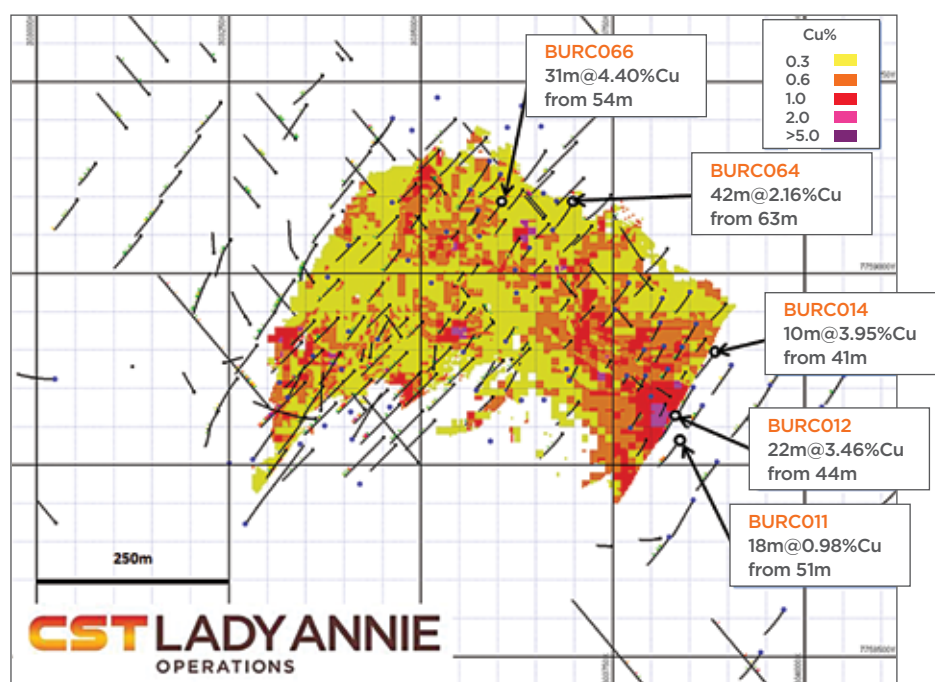 BURC066
31m@4.40%Cu
from 54m
Cu%
0.3
0.6
1.0
2.0
>5.0
BURC064
42m@2.16%Cu
from 63m
BURC014
10m@3.95%Cu
from 41m
BURC012
22m@3.46%Cu
from 44m
BURC011
18m@0.98%Cu
from 51m
250m
CST LADY ANNIE
OPERATIONS